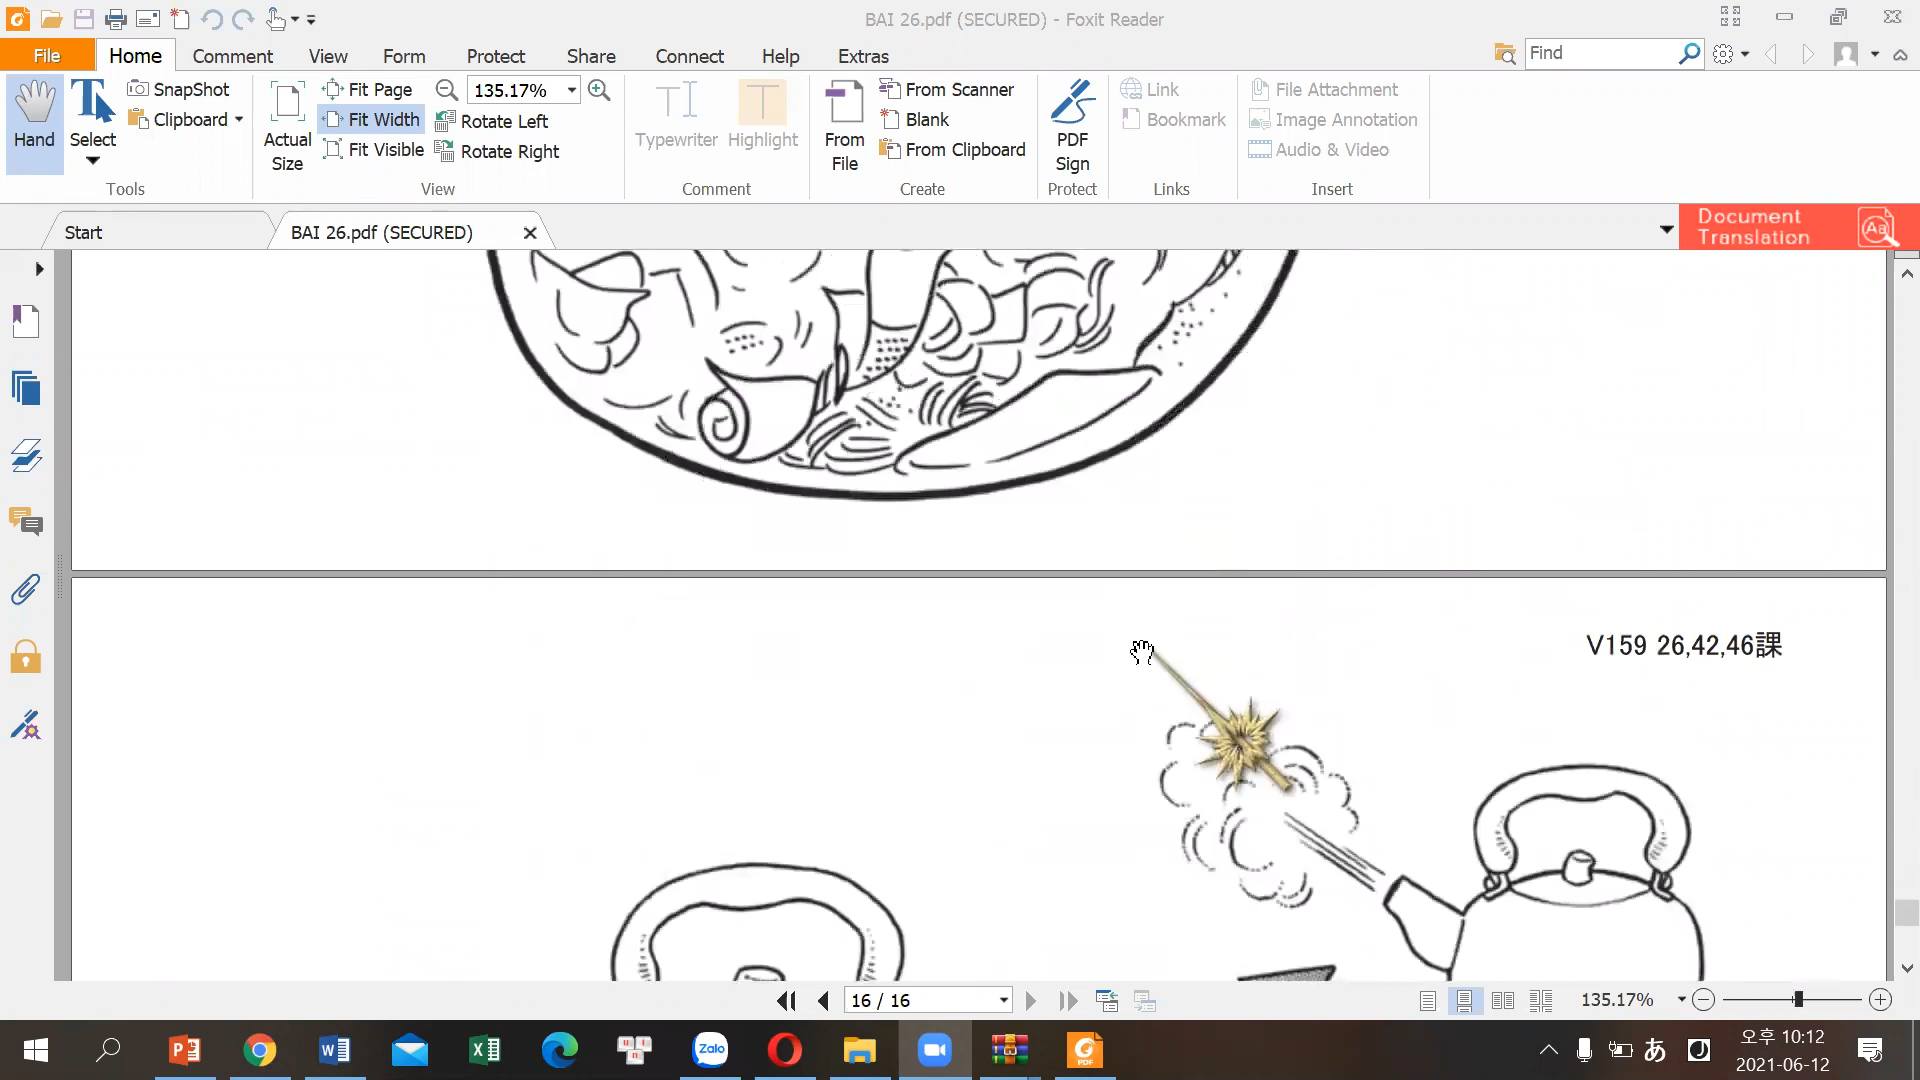 BAI 26.pdf (SECURED) - Foxit Reader
File Home Comment View Form Protect Share Connect Help Extras
Find
Hand
Select
SnapShot
Clipboard
Tools
Actual Size
Fit Page
Fit Width
Fit Visible
135.17%
Rotate Left
Rotate Right
View
Typewriter
Highlight
Comment
From File
From Scanner
Blank
From Clipboard
Create
PDF Sign
Protect
Link
Bookmark
Links
File Attachment
Image Annotation
Audio & Video
Insert
Start
BAI 26.pdf (SECURED)
Document Translation
V159 26,42,46課
16 / 16
135.17%
Zalo
PDF
あ
오후 10:12
2021-06-12